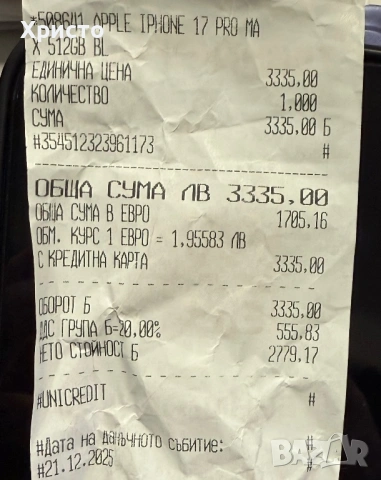 Христо
*508641 APPLE IPHONE 17 PRO MA
X 512GB BL
ЕДИНИЧНА ЦЕНА 3335,00
КОЛИЧЕСТВО 1,000
СУМА 3335,00 Б
#354512323961173 #
ОБЩА СУМА ЛВ 3335,00
ОБЩА СУМА В ЕВРО 1705,16
ОБМ. КУРС 1 ЕВРО = 1,95583 ЛВ
С КРЕДИТНА КАРТА 3335,00
ОБОРОТ Б 3335,00
ДДС ГРУПА Б=20,00% 555,83
НЕТО СТОЙНОСТ Б 2779,17
#UNICREDIT #
#Дата на данъчното събитие: #
#21.12.2025 #
BAZAR